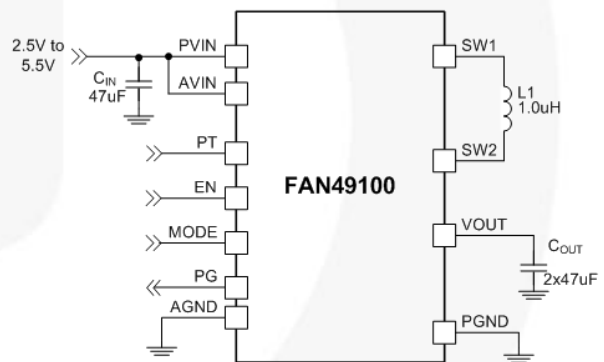 2.5V to
5.5V
PVIN
CIN
47uF
AVIN
PT
EN
MODE
PG
AGND
FAN49100
SW1
L1
1.0uH
SW2
VOUT
COUT
2x47uF
PGND